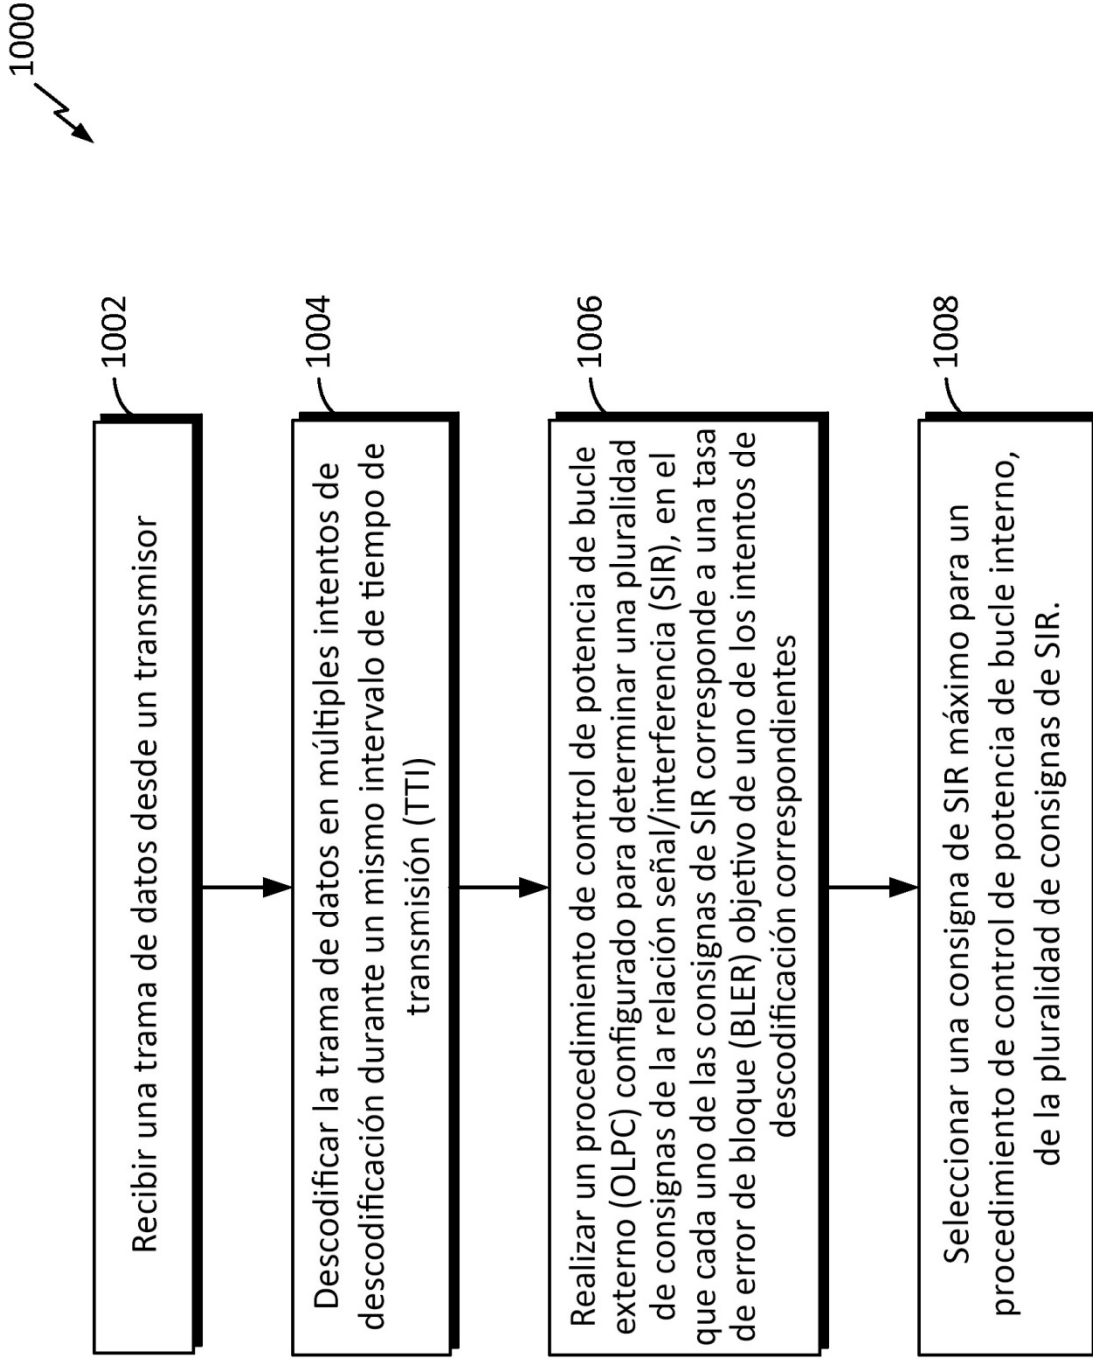 1000
1002
Recibir una trama de datos desde un transmisor
1004
Descodificar la trama de datos en múltiples intentos de
descodificación durante un mismo intervalo de tiempo de
transmisión (TTI)
1006
Realizar un procedimiento de control de potencia de bucle
externo (OLPC) configurado para determinar una pluralidad
de consignas de la relación señal/interferencia (SIR), en el
que cada uno de las consignas de SIR corresponde a una tasa
de error de bloque (BLER) objetivo de uno de los intentos de
descodificación correspondientes
1008
Seleccionar una consigna de SIR máximo para un
procedimiento de control de potencia de bucle interno,
de la pluralidad de consignas de SIR.